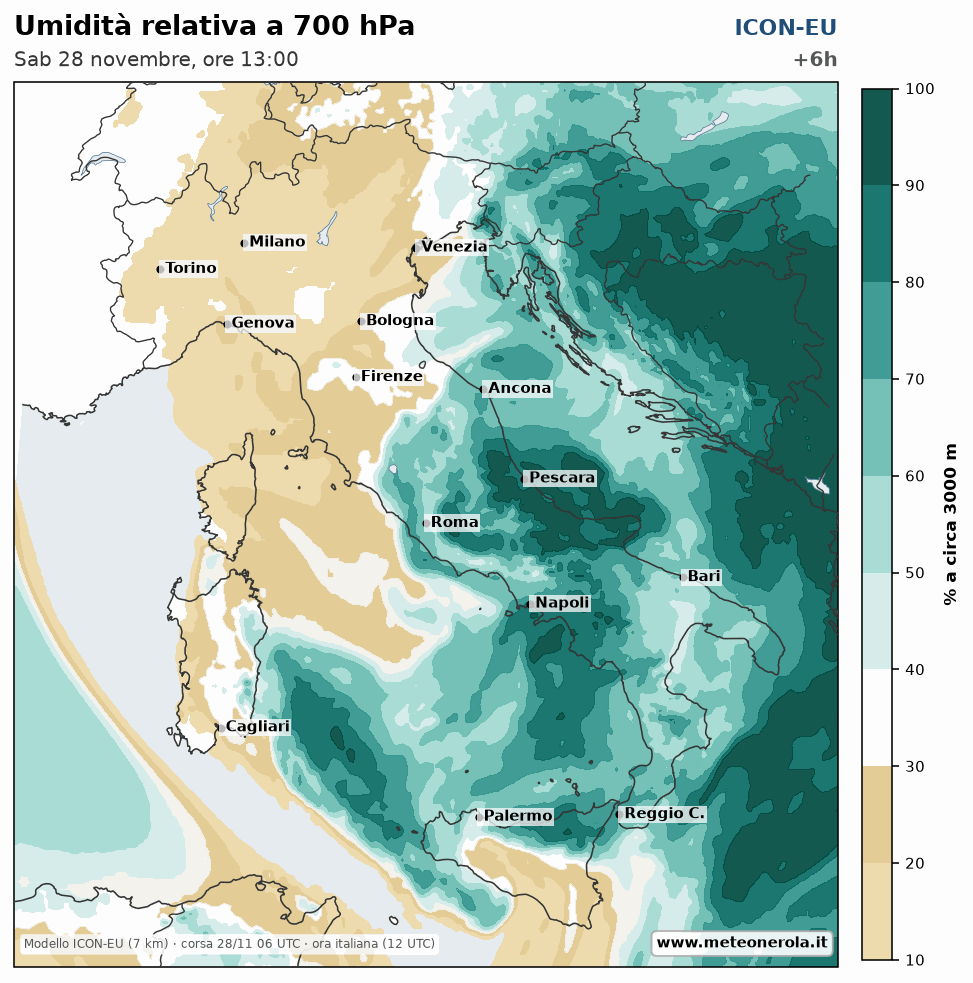 Umidità relativa a 700 hPa
ICON-EU
Sab 28 novembre, ore 13:00
+6h
100
90
80
70
60
50
40
30
20
10
% a circa 3000 m
Milano
Venezia
Torino
Genova
Bologna
Firenze
Ancona
Pescara
Roma
Bari
Napoli
Cagliari
Palermo
Reggio C.
Modello ICON-EU (7 km) · corsa 28/11 06 UTC · ora italiana (12 UTC)
www.meteonerola.it